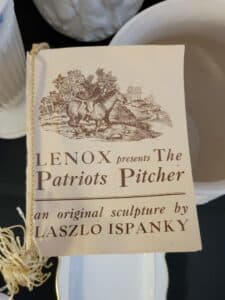 LENOX presents The
Patriots Pitcher
an original sculpture by
LASZLO ISPANKY